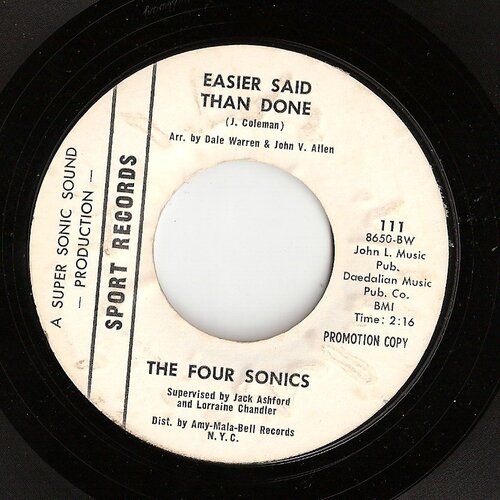 EASIER SAID
THAN DONE
(J. Coleman)
Arr. by Dale Warren & John V. Allen
A SUPER SONIC SOUND
— PRODUCTION —
SPORT RECORDS
111
8650-BW
John L. Music
Pub.
Daedalian Music
Pub. Co.
BMI
Time: 2:16
PROMOTION COPY
THE FOUR SONICS
Supervised by Jack Ashford
and Lorraine Chandler
Dist. by Amy-Mala-Bell Records
N.Y.C.